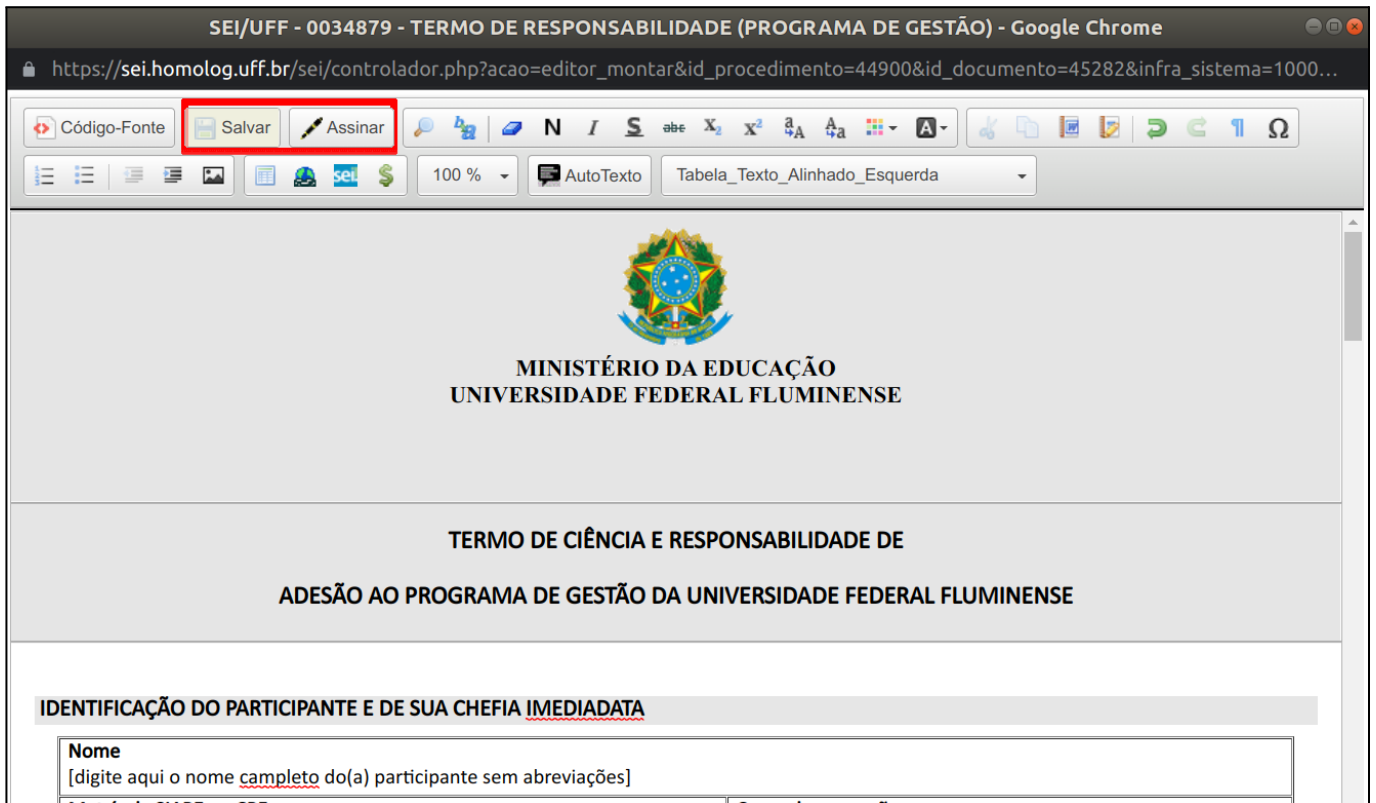 SEI/UFF - 0034879 - TERMO DE RESPONSABILIDADE (PROGRAMA DE GESTÃO) - Google Chrome
https://sei.homolog.uff.br/sei/controlador.php?acao=editor_montar&id_procedimento=44900&id_documento=45282&infra_sistema=1000...
Código-Fonte Salvar Assinar N I S abc X₂ x² 
sei $ 100 % AutoTexto Tabela_Texto_Alinhado_Esquerda
MINISTÉRIO DA EDUCAÇÃO
UNIVERSIDADE FEDERAL FLUMINENSE
TERMO DE CIÊNCIA E RESPONSABILIDADE DE
ADESÃO AO PROGRAMA DE GESTÃO DA UNIVERSIDADE FEDERAL FLUMINENSE
IDENTIFICAÇÃO DO PARTICIPANTE E DE SUA CHEFIA IMEDIADATA
Nome
[digite aqui o nome campleto do(a) participante sem abreviações]